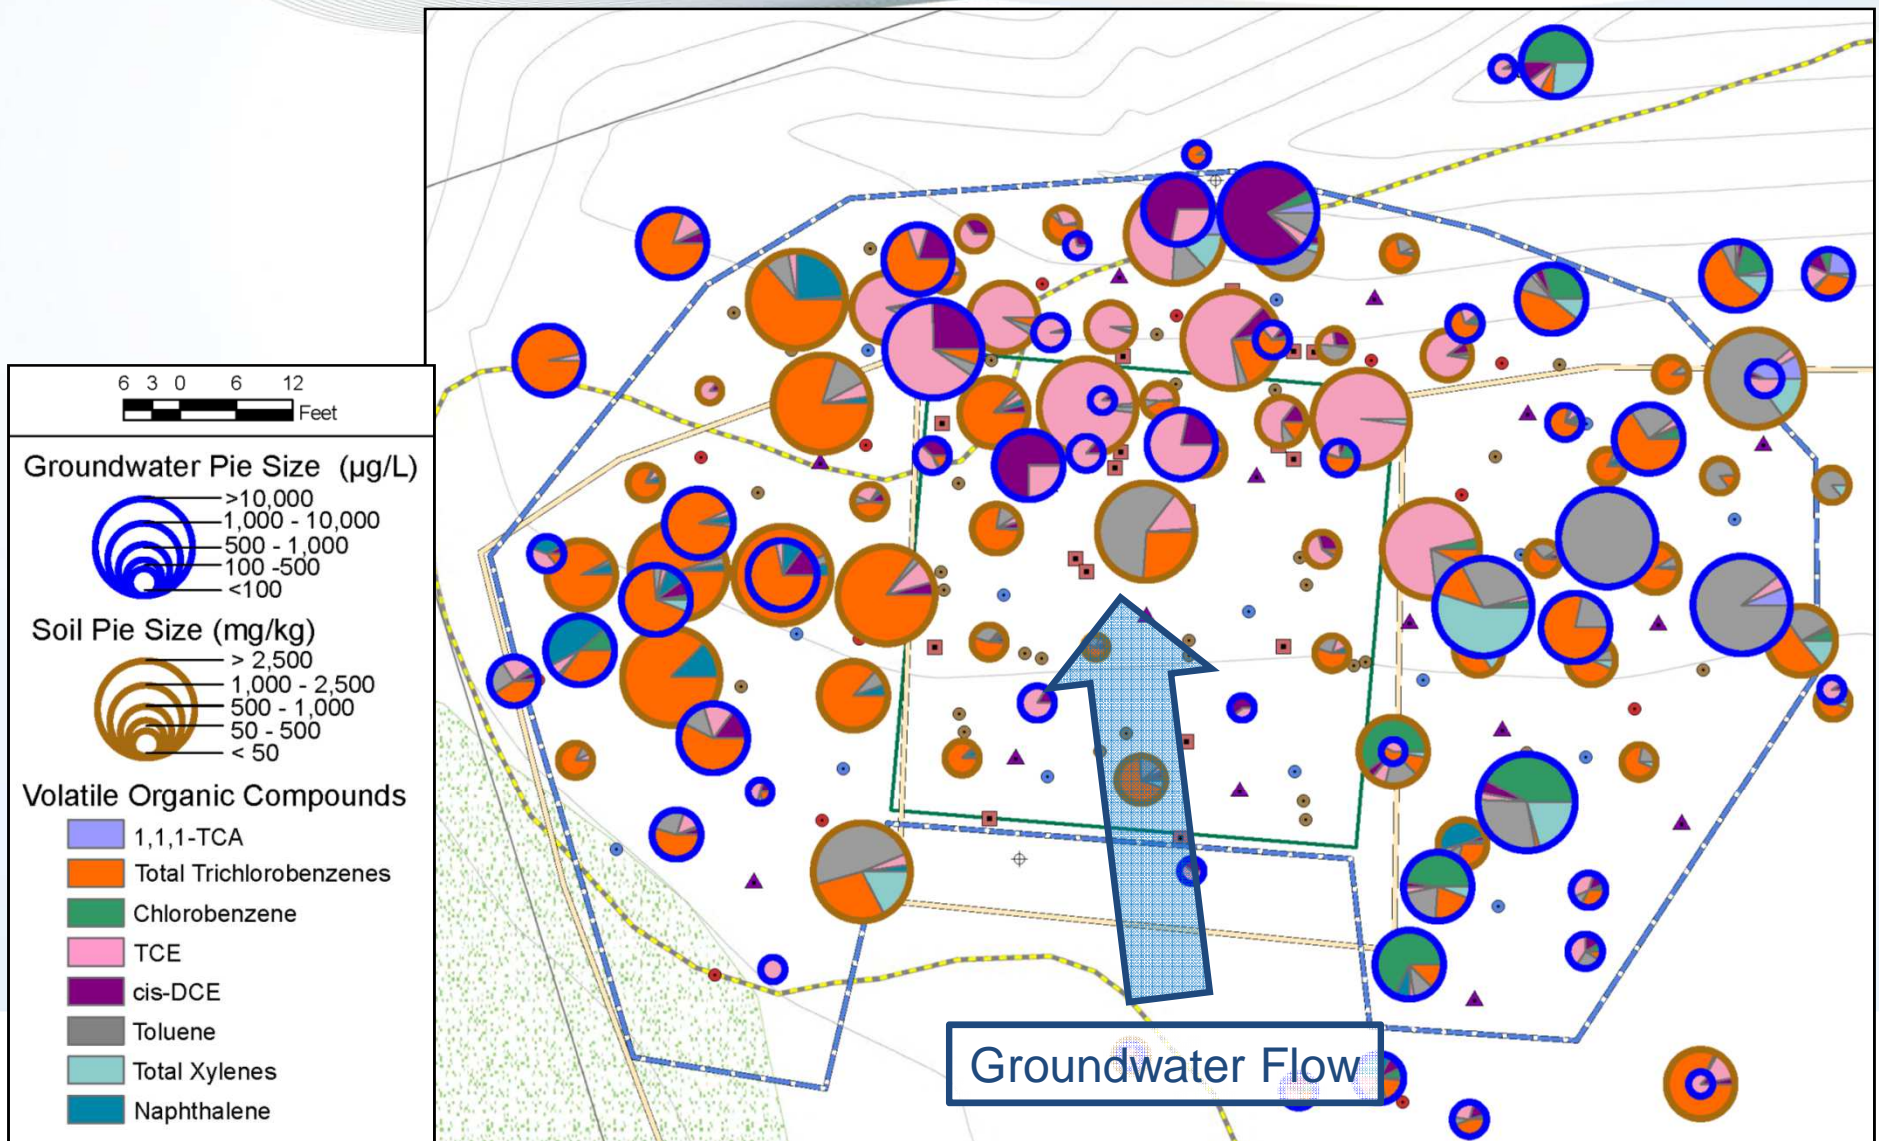 6 3 0 6 12
Feet
Groundwater Pie Size (µg/L)
>10,000
1,000 - 10,000
500 - 1,000
100 -500
<100
Soil Pie Size (mg/kg)
> 2,500
1,000 - 2,500
500 - 1,000
50 - 500
< 50
Volatile Organic Compounds
1,1,1-TCA
Total Trichlorobenzenes
Chlorobenzene
TCE
cis-DCE
Toluene
Total Xylenes
Naphthalene
Groundwater Flow